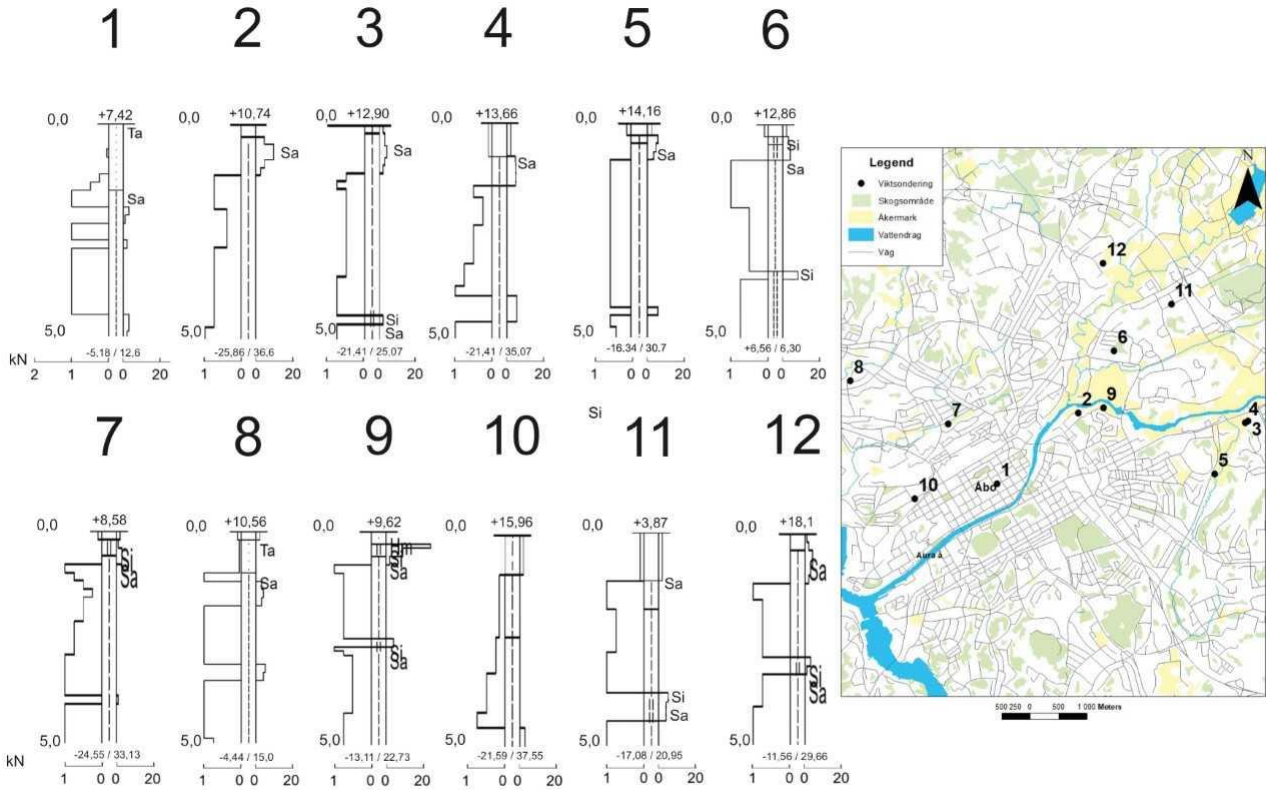 1 2 3 4 5 6
0,0 +7,42 0,0 +10,74 0,0 +12,90 0,0 +13,66 0,0 +14,16 0,0 +12,86
Ta
Si
Sa Sa Sa Sa Sa
Sa
Si
Si
5,0 5,0 5,0 Sa 5,0 5,0 5,0
-5,18 / 12,6 -25,86 / 36,6 -21,41 / 25,07 -21,41 / 35,07 -16.34 / 30.7 +6,56 / 6,30
kN
2 0 0 20 1 0 0 20 1 0 0 20 1 0 0 20 1 0 0 20 1 0 0 20
Si
7 8 9 10 11 12
0,0 +8,58 0,0 +10,56 0,0 +9,62 0,0 +15,96 0,0 +3,87 0,0 +18,1
Si Ta
Sa Sa Sa Sa Sa
Sa Si Si
Sa Sa
5,0 5,0 5,0 5,0 5,0 5,0
-24,55 / 33,13 -4,44 / 15,0 -13,11 / 22,73 -21,59 / 37,55 -17,08 / 20,95 -11,56 / 29,66
kN
1 0 0 20 1 0 0 20 1 0 0 20 1 0 0 20 1 0 0 20 1 0 0 20
Legend
Viktsondering
Skogsområde
Åkermark
Vattendrag
Väg
N
12
11
6
8
2 9
7 4
3
5
1
Åbo
10
Aura å
500 250 0 500 1 000 Meters